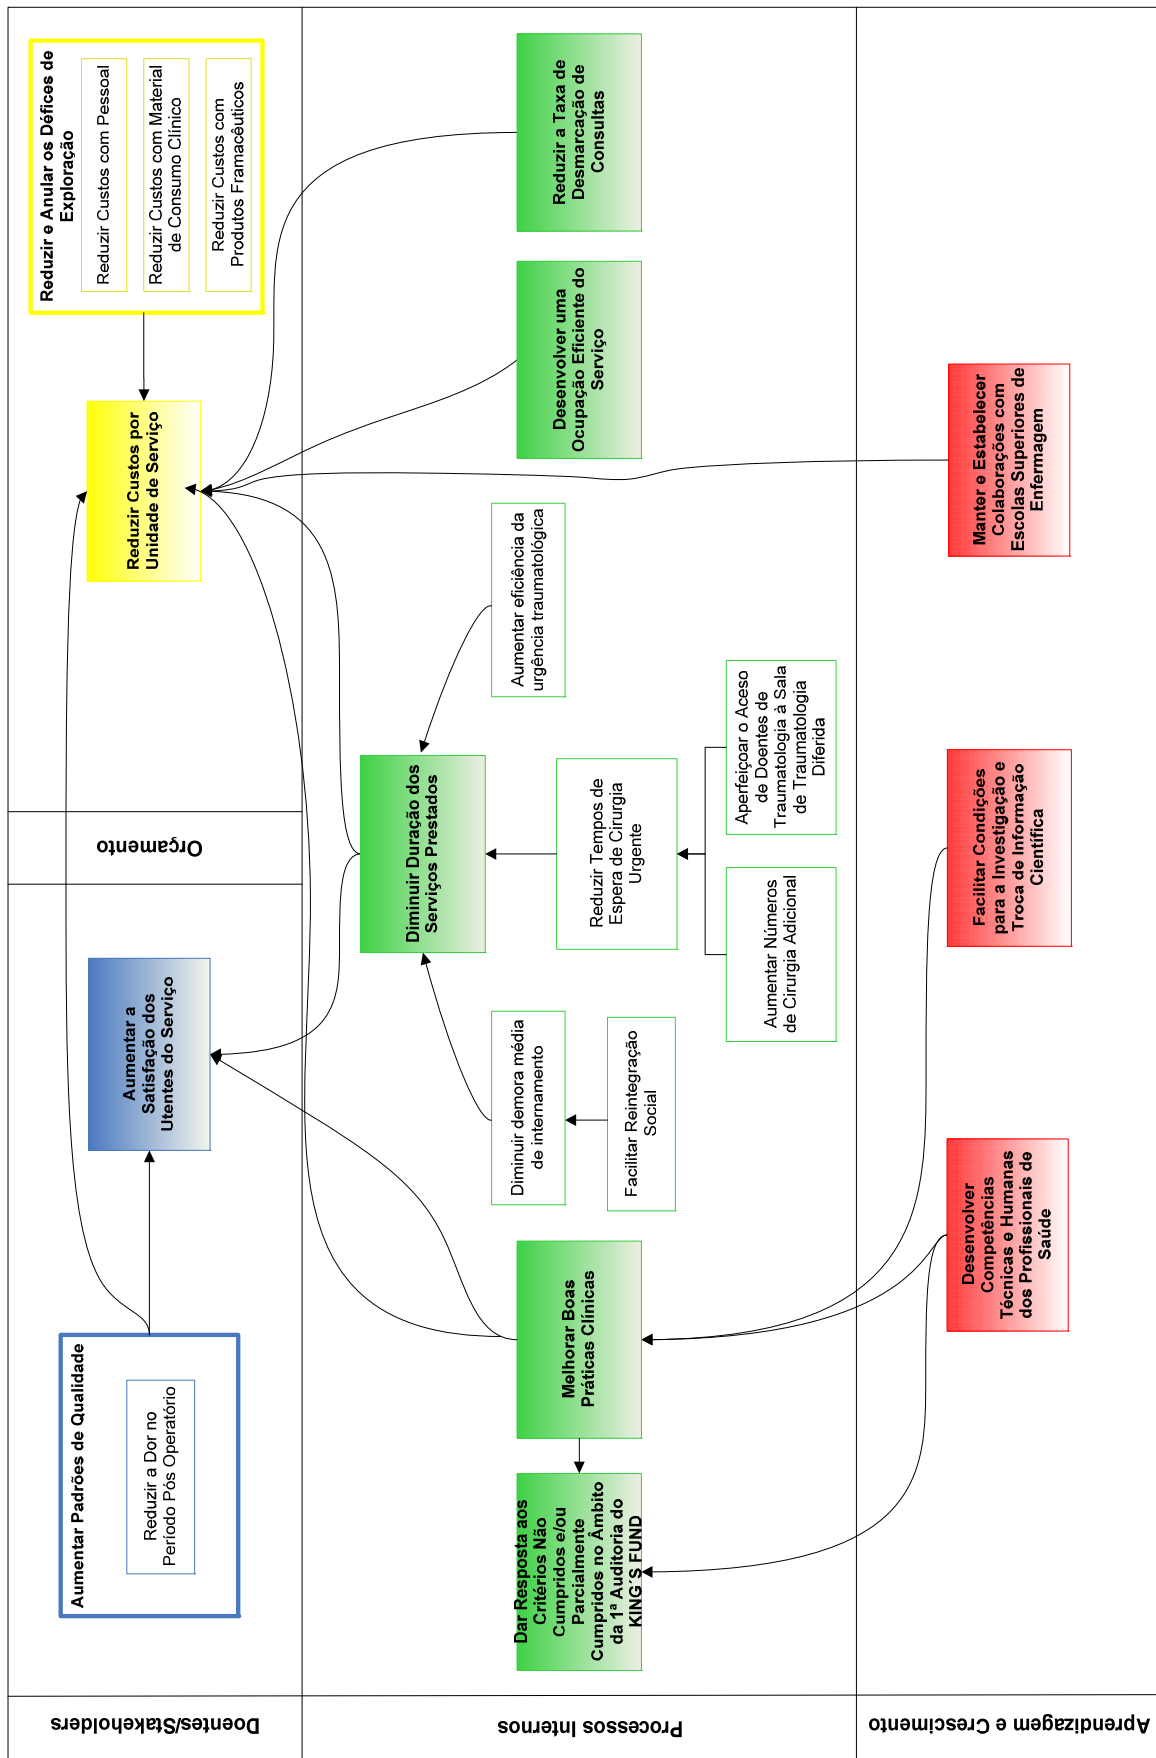 Doentes/Stakeholders
Aumentar Padrões de Qualidade
Reduzir a Dor no
Período Pós Operatório
Aumentar a
Satisfação dos
Utentes do Serviço
Orçamento
Reduzir Custos por
Unidade de Serviço
Reduzir e Anular os Défices de
Exploração
Reduzir Custos com Pessoal
Reduzir Custos com Material
de Consumo Clínico
Reduzir Custos com
Produtos Framacêuticos
Processos Internos
Dar Resposta aos
Critérios Não
Cumpridos e/ou
Parcialmente
Cumpridos no Âmbito
da 1ª Auditoria do
KING´S FUND
Melhorar Boas
Práticas Clínicas
Diminuir demora média
de internamento
Facilitar Reintegração
Social
Diminuir Duração dos
Serviços Prestados
Reduzir Tempos de
Espera de Cirurgia
Urgente
Aumentar Números
de Cirurgia Adicional
Aperfeiçoar o Aceso
de Doentes de
Traumatologia à Sala
de Traumatologia
Diferida
Aumentar eficiência da
urgência traumatológica
Desenvolver uma
Ocupação Eficiente do
Serviço
Reduzir a Taxa de
Desmarcação de
Consultas
Aprendizagem e Crescimento
Desenvolver
Competências
Técnicas e Humanas
dos Profissionais de
Saúde
Facilitar Condições
para a Investigação e
Troca de Informação
Científica
Manter e Estabelecer
Colaborações com
Escolas Superiores de
Enfermagem